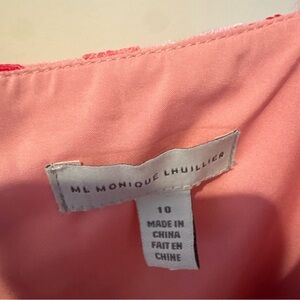 ML MONIQUE LHUILLIER
10
MADE IN
CHINA
FAIT EN
CHINE